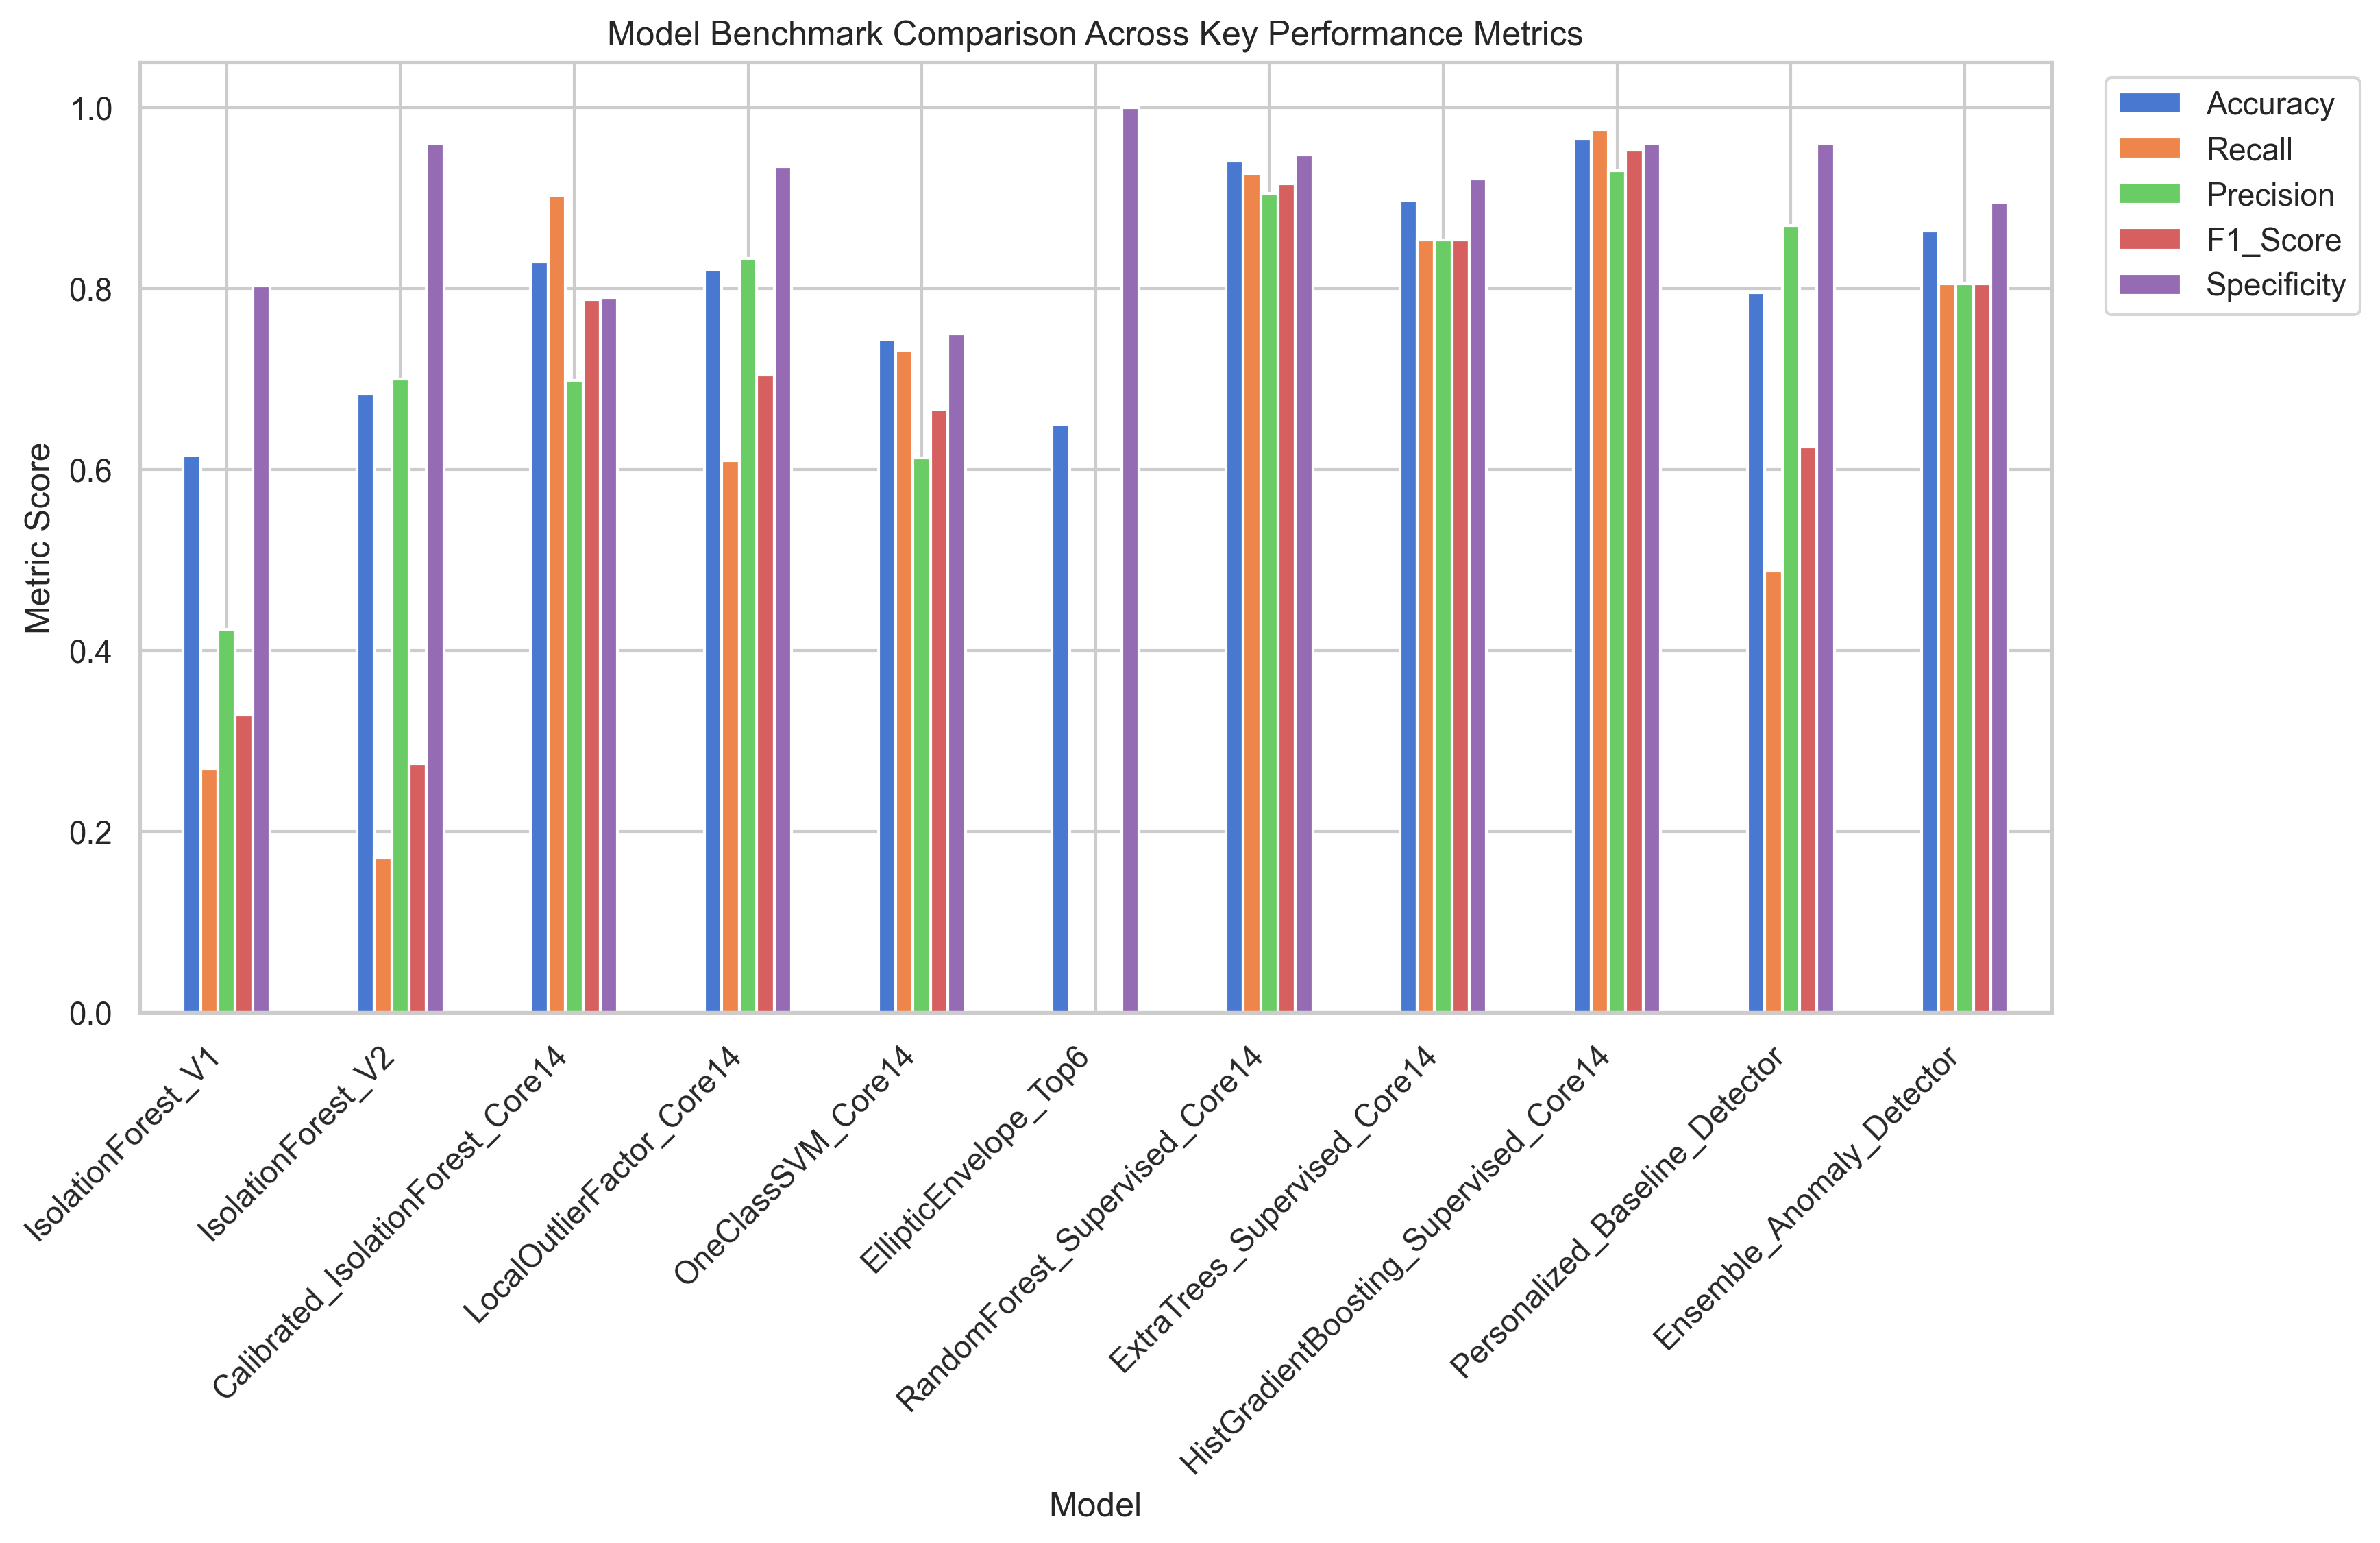 Model Benchmark Comparison Across Key Performance Metrics
Accuracy
Recall
Precision
F1_Score
Specificity
Metric Score
1.0
0.8
0.6
0.4
0.2
0.0
IsolationForest_V1
IsolationForest_V2
Calibrated_IsolationForest_Core14
LocalOutlierFactor_Core14
OneClassSVM_Core14
EllipticEnvelope_Top6
RandomForest_Supervised_Core14
ExtraTrees_Supervised_Core14
HistGradientBoosting_Supervised_Core14
Personalized_Baseline_Detector
Ensemble_Anomaly_Detector
Model